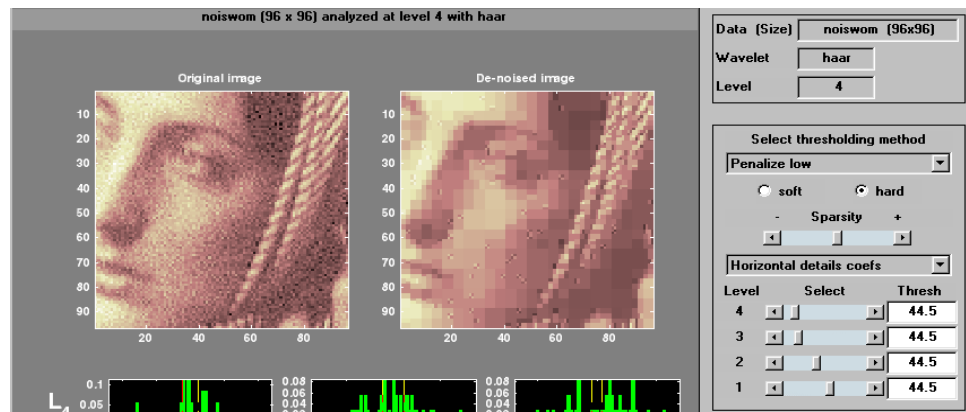 noiswom (96 x 96) analyzed at level 4 with haar
Original image
De-noised image
10
20
30
40
50
60
70
80
90
20 40 60 80
10
20
30
40
50
60
70
80
90
20 40 60 80
L4
0.1
0.05
0.08
0.06
0.04
0.08
0.06
0.04
Data (Size) noiswom (96x96)
Wavelet haar
Level 4
Select thresholding method
Penalize low
soft hard
- Sparsity +
Horizontal details coefs
Level Select Thresh
4 44.5
3 44.5
2 44.5
1 44.5